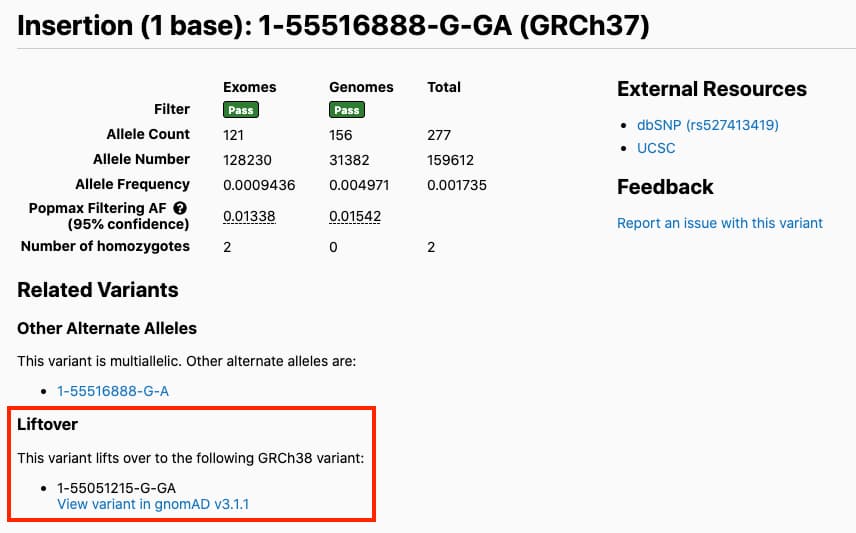 Insertion (1 base): 1-55516888-G-GA (GRCh37)
Exomes Genomes Total
Filter Pass Pass
Allele Count 121 156 277
Allele Number 128230 31382 159612
Allele Frequency 0.0009436 0.004971 0.001735
Popmax Filtering AF ?
(95% confidence) 0.01338 0.01542
Number of homozygotes 2 0 2
External Resources
• dbSNP (rs527413419)
• UCSC
Feedback
Report an issue with this variant
Related Variants
Other Alternate Alleles
This variant is multiallelic. Other alternate alleles are:
• 1-55516888-G-A
Liftover
This variant lifts over to the following GRCh38 variant:
• 1-55051215-G-GA
View variant in gnomAD v3.1.1